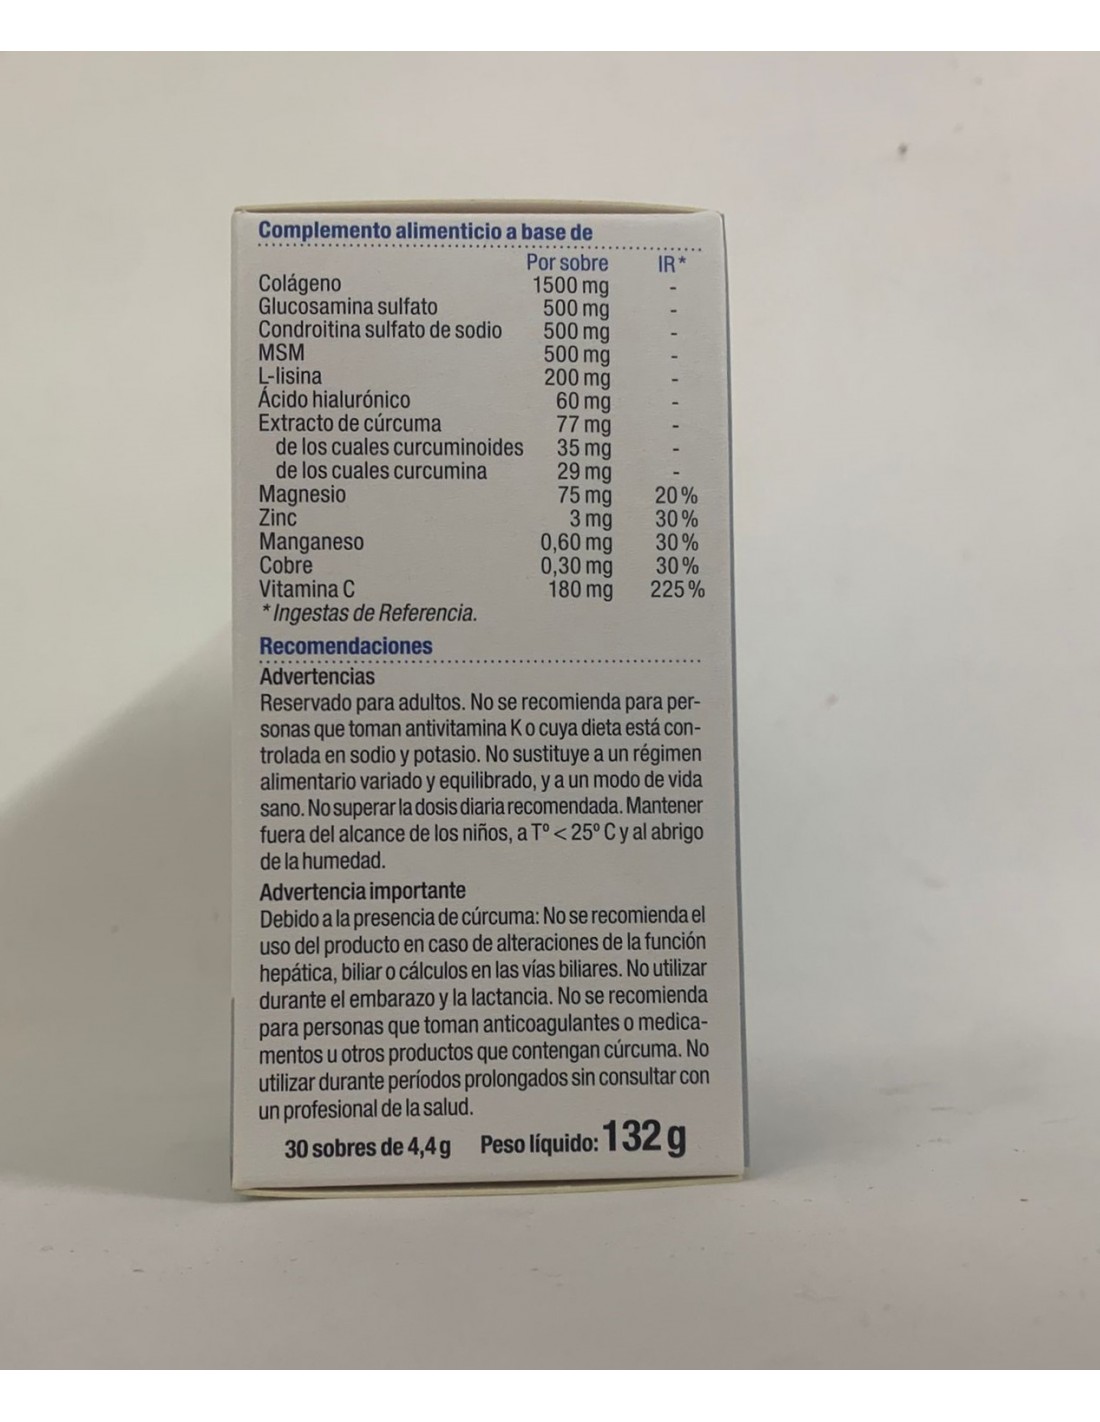 Complemento alimenticio a base de
Por sobre IR*
Colágeno 1500 mg -
Glucosamina sulfato 500 mg -
Condroitina sulfato de sodio 500 mg -
MSM 500 mg -
L-lisina 200 mg -
Ácido hialurónico 60 mg -
Extracto de cúrcuma 77 mg -
de los cuales curcuminoides 35 mg -
de los cuales curcumina 29 mg -
Magnesio 75 mg 20 %
Zinc 3 mg 30 %
Manganeso 0,60 mg 30 %
Cobre 0,30 mg 30 %
Vitamina C 180 mg 225 %
* Ingestas de Referencia.
Recomendaciones
Advertencias
Reservado para adultos. No se recomienda para per-
sonas que toman antivitamina K o cuya dieta está con-
trolada en sodio y potasio. No sustituye a un régimen
alimentario variado y equilibrado, y a un modo de vida
sano. No superar la dosis diaria recomendada. Mantener
fuera del alcance de los niños, a Tº < 25º C y al abrigo
de la humedad.
Advertencia importante
Debido a la presencia de cúrcuma: No se recomienda el
uso del producto en caso de alteraciones de la función
hepática, biliar o cálculos en las vías biliares. No utilizar
durante el embarazo y la lactancia. No se recomienda
para personas que toman anticoagulantes o medica-
mentos u otros productos que contengan cúrcuma. No
utilizar durante períodos prolongados sin consultar con
un profesional de la salud.
30 sobres de 4,4 g Peso líquido: 132 g